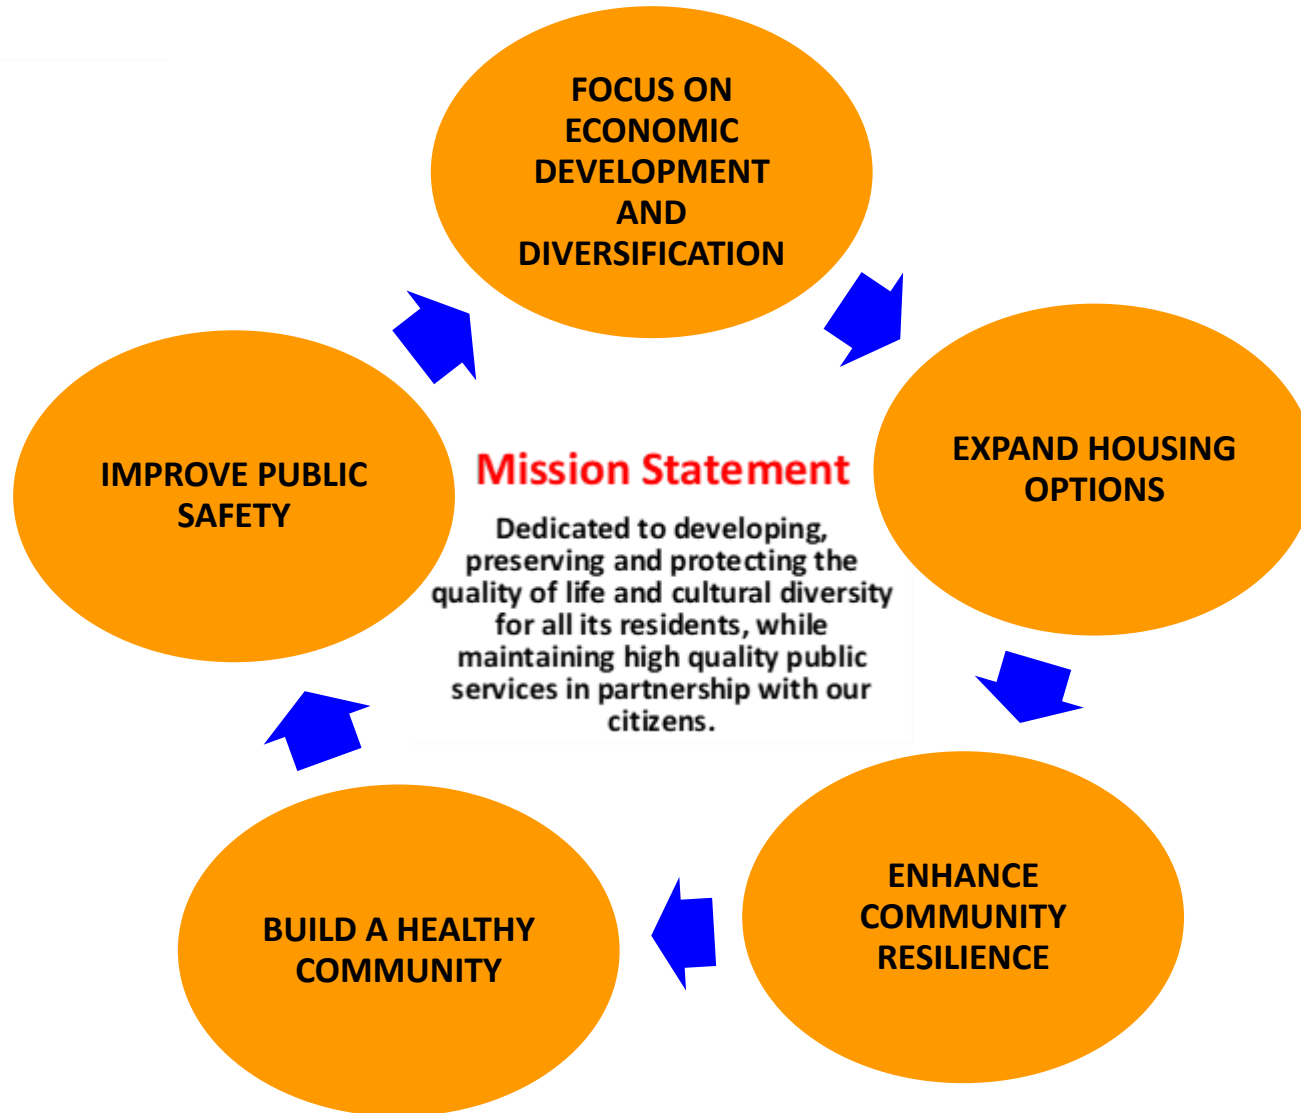 FOCUS ON
ECONOMIC
DEVELOPMENT
AND
DIVERSIFICATION
EXPAND HOUSING
OPTIONS
ENHANCE
COMMUNITY
RESILIENCE
BUILD A HEALTHY
COMMUNITY
IMPROVE PUBLIC
SAFETY
Mission Statement
Dedicated to developing,
preserving and protecting the
quality of life and cultural diversity
for all its residents, while
maintaining high quality public
services in partnership with our
citizens.